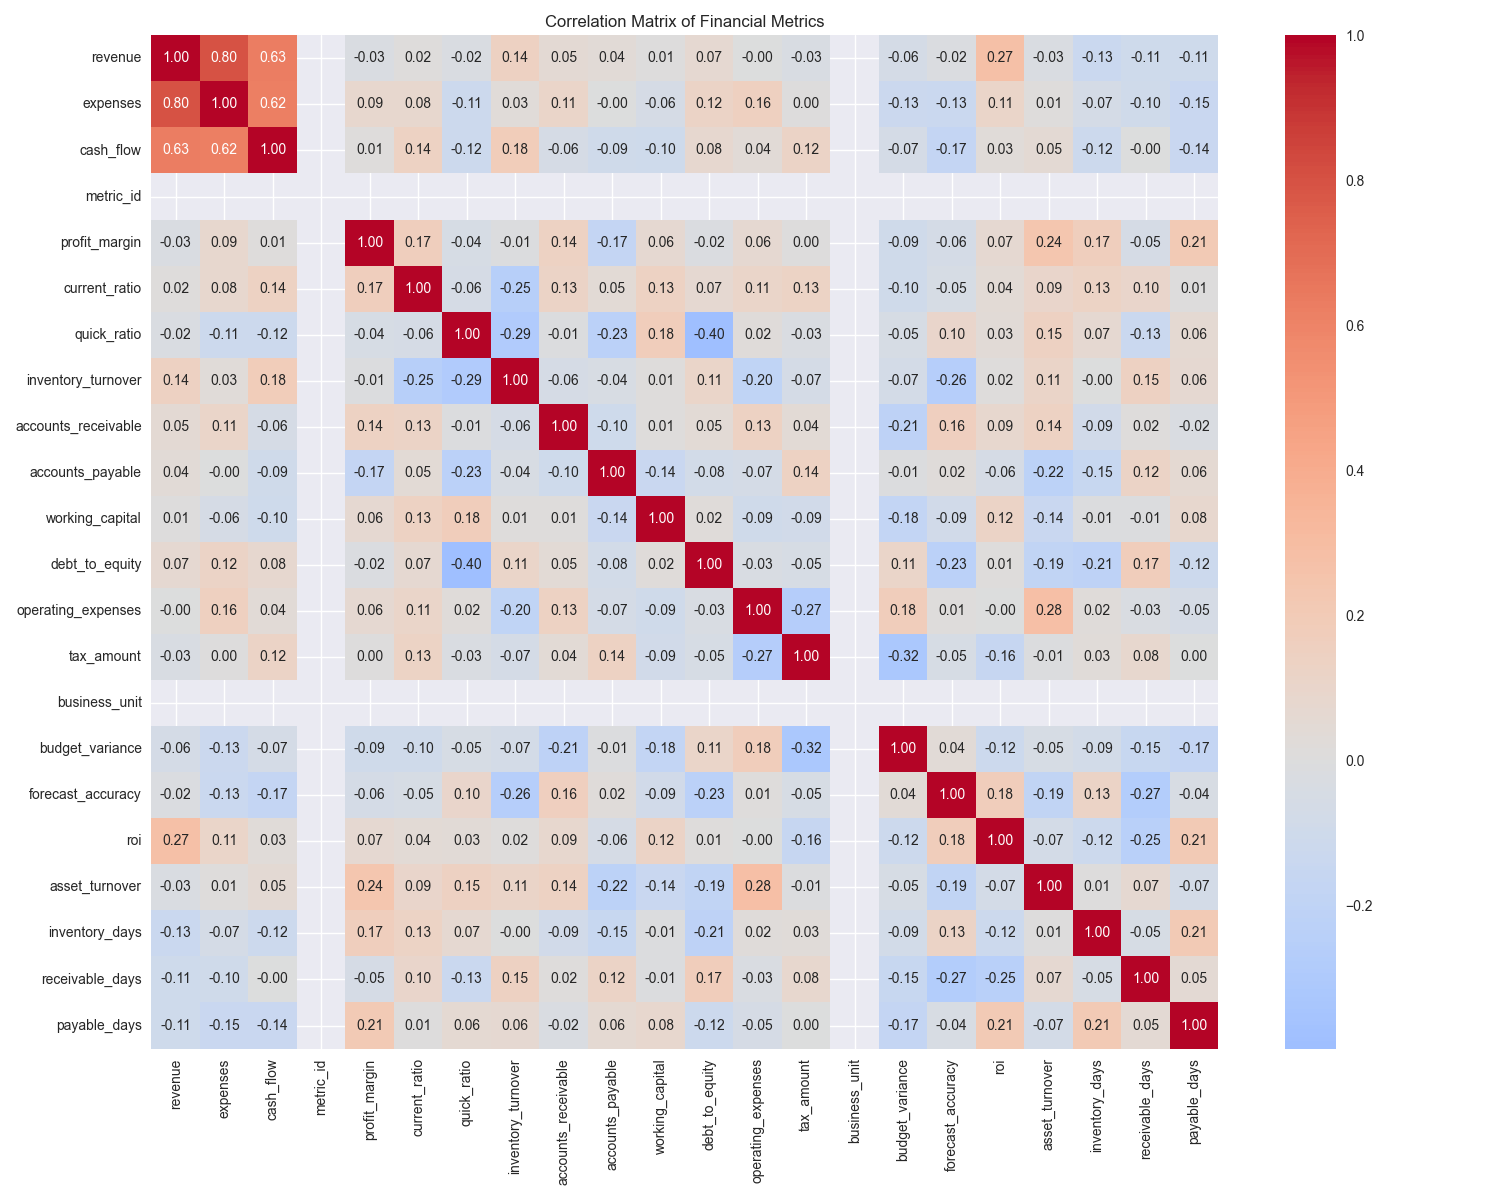 Correlation Matrix of Financial Metrics
revenue 1.00 0.80 0.63 -0.03 0.02 -0.02 0.14 0.05 0.04 0.01 0.07 -0.00 -0.03 -0.06 -0.02 0.27 -0.03 -0.13 -0.11 -0.11
expenses 0.80 1.00 0.62 0.09 0.08 -0.11 0.03 0.11 -0.00 -0.06 0.12 0.16 0.00 -0.13 -0.13 0.11 0.01 -0.07 -0.10 -0.15
cash_flow 0.63 0.62 1.00 0.01 0.14 -0.12 0.18 -0.06 -0.09 -0.10 0.08 0.04 0.12 -0.07 -0.17 0.03 0.05 -0.12 -0.00 -0.14
metric_id
profit_margin -0.03 0.09 0.01 1.00 0.17 -0.04 -0.01 0.14 -0.17 0.06 -0.02 0.06 0.00 -0.09 -0.06 0.07 0.24 0.17 -0.05 0.21
current_ratio 0.02 0.08 0.14 0.17 1.00 -0.06 -0.25 0.13 0.05 0.13 0.07 0.11 0.13 -0.10 -0.05 0.04 0.09 0.13 0.10 0.01
quick_ratio -0.02 -0.11 -0.12 -0.04 -0.06 1.00 -0.29 -0.01 -0.23 0.18 -0.40 0.02 -0.03 -0.05 0.10 0.03 0.15 0.07 -0.13 0.06
inventory_turnover 0.14 0.03 0.18 -0.01 -0.25 -0.29 1.00 -0.06 -0.04 0.01 0.11 -0.20 -0.07 -0.07 -0.26 0.02 0.11 -0.00 0.15 0.06
accounts_receivable 0.05 0.11 -0.06 0.14 0.13 -0.01 -0.06 1.00 -0.10 0.01 0.05 0.13 0.04 -0.21 0.16 0.09 0.14 -0.09 0.02 -0.02
accounts_payable 0.04 -0.00 -0.09 -0.17 0.05 -0.23 -0.04 -0.10 1.00 -0.14 -0.08 -0.07 0.14 -0.01 0.02 -0.06 -0.22 -0.15 0.12 0.06
working_capital 0.01 -0.06 -0.10 0.06 0.13 0.18 0.01 0.01 -0.14 1.00 0.02 -0.09 -0.09 -0.18 -0.09 0.12 -0.14 -0.01 -0.01 0.08
debt_to_equity 0.07 0.12 0.08 -0.02 0.07 -0.40 0.11 0.05 -0.08 0.02 1.00 -0.03 -0.05 0.11 -0.23 0.01 -0.19 -0.21 0.17 -0.12
operating_expenses -0.00 0.16 0.04 0.06 0.11 0.02 -0.20 0.13 -0.07 -0.09 -0.03 1.00 -0.27 0.18 0.01 -0.00 0.28 0.02 -0.03 -0.05
tax_amount -0.03 0.00 0.12 0.00 0.13 -0.03 -0.07 0.04 0.14 -0.09 -0.05 -0.27 1.00 -0.32 -0.05 -0.16 -0.01 0.03 0.08 0.00
business_unit
budget_variance -0.06 -0.13 -0.07 -0.09 -0.10 -0.05 -0.07 -0.21 -0.01 -0.18 0.11 0.18 -0.32 1.00 0.04 -0.12 -0.05 -0.09 -0.15 -0.17
forecast_accuracy -0.02 -0.13 -0.17 -0.06 -0.05 0.10 -0.26 0.16 0.02 -0.09 -0.23 0.01 -0.05 0.04 1.00 0.18 -0.19 0.13 -0.27 -0.04
roi 0.27 0.11 0.03 0.07 0.04 0.03 0.02 0.09 -0.06 0.12 0.01 -0.00 -0.16 -0.12 0.18 1.00 -0.07 -0.12 -0.25 0.21
asset_turnover -0.03 0.01 0.05 0.24 0.09 0.15 0.11 0.14 -0.22 -0.14 -0.19 0.28 -0.01 -0.05 -0.19 -0.07 1.00 0.01 0.07 -0.07
inventory_days -0.13 -0.07 -0.12 0.17 0.13 0.07 -0.00 -0.09 -0.15 -0.01 -0.21 0.02 0.03 -0.09 0.13 -0.12 0.01 1.00 -0.05 0.21
receivable_days -0.11 -0.10 -0.00 -0.05 0.10 -0.13 0.15 0.02 0.12 -0.01 0.17 -0.03 0.08 -0.15 -0.27 -0.25 0.07 -0.05 1.00 0.05
payable_days -0.11 -0.15 -0.14 0.21 0.01 0.06 0.06 -0.02 0.06 0.08 -0.12 -0.05 0.00 -0.17 -0.04 0.21 -0.07 0.21 0.05 1.00
revenue
expenses
cash_flow
metric_id
profit_margin
current_ratio
quick_ratio
inventory_turnover
accounts_receivable
accounts_payable
working_capital
debt_to_equity
operating_expenses
tax_amount
business_unit
budget_variance
forecast_accuracy
roi
asset_turnover
inventory_days
receivable_days
payable_days
1.0
0.8
0.6
0.4
0.2
0.0
−0.2